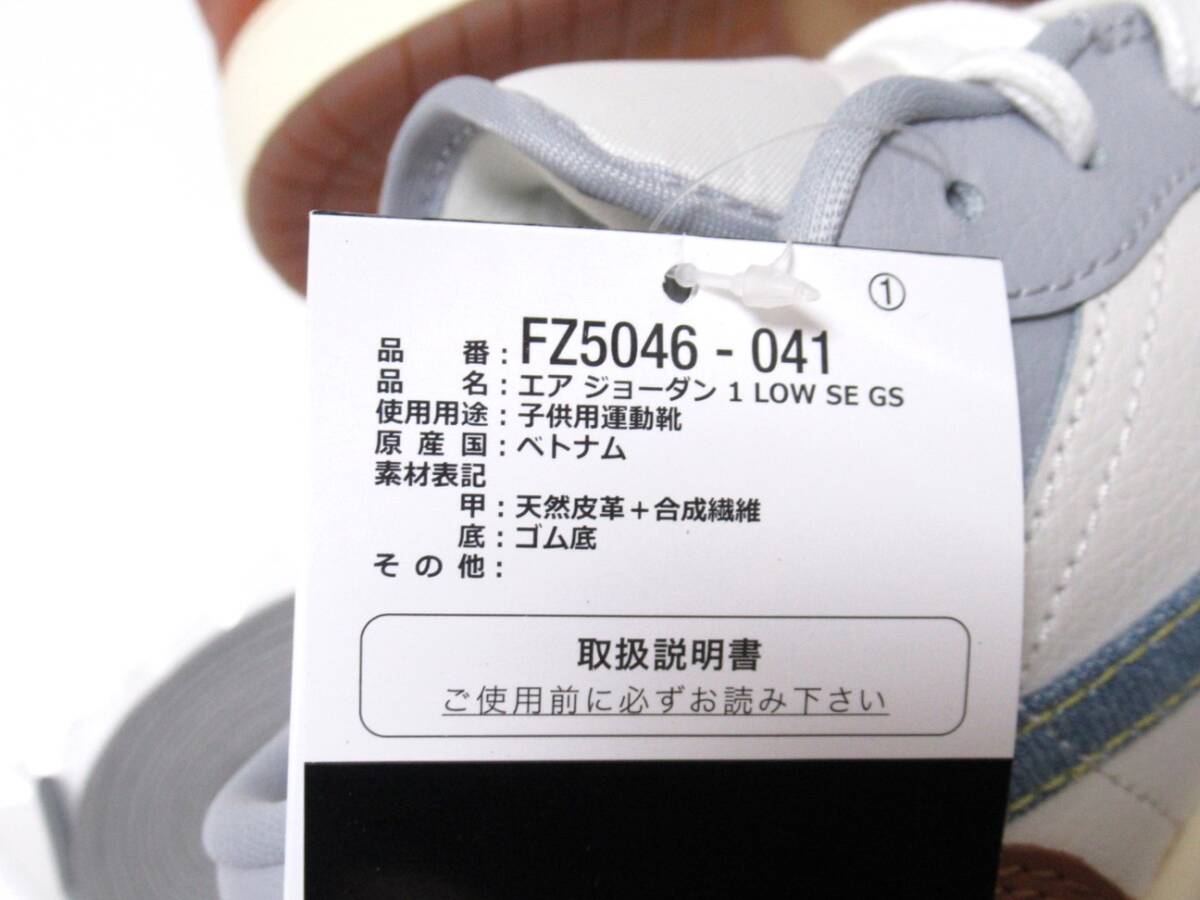 ①
品番：FZ5046 - 041
品名：エア ジョーダン 1 LOW SE GS
使用用途：子供用運動靴
原産国：ベトナム
素材表記
甲：天然皮革＋合成繊維
底：ゴム底
その他：
取扱説明書
ご使用前に必ずお読み下さい